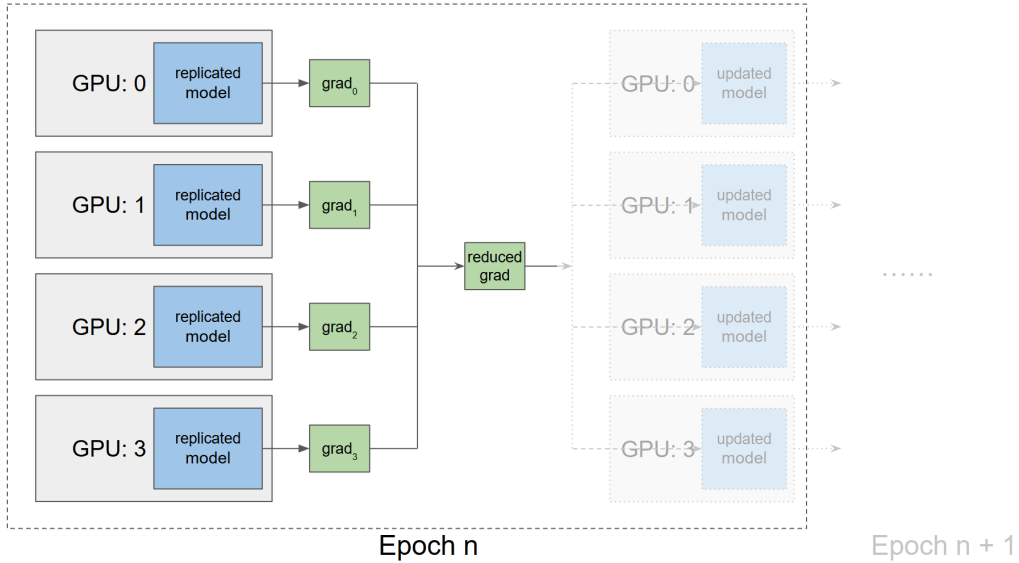 GPU: 0
replicated
model
grad0
GPU: 0
updated
model
GPU: 1
replicated
model
grad1
GPU: 1
updated
model
reduced
grad
......
GPU: 2
replicated
model
grad2
GPU: 2
updated
model
GPU: 3
replicated
model
grad3
GPU: 3
updated
model
Epoch n
Epoch n + 1